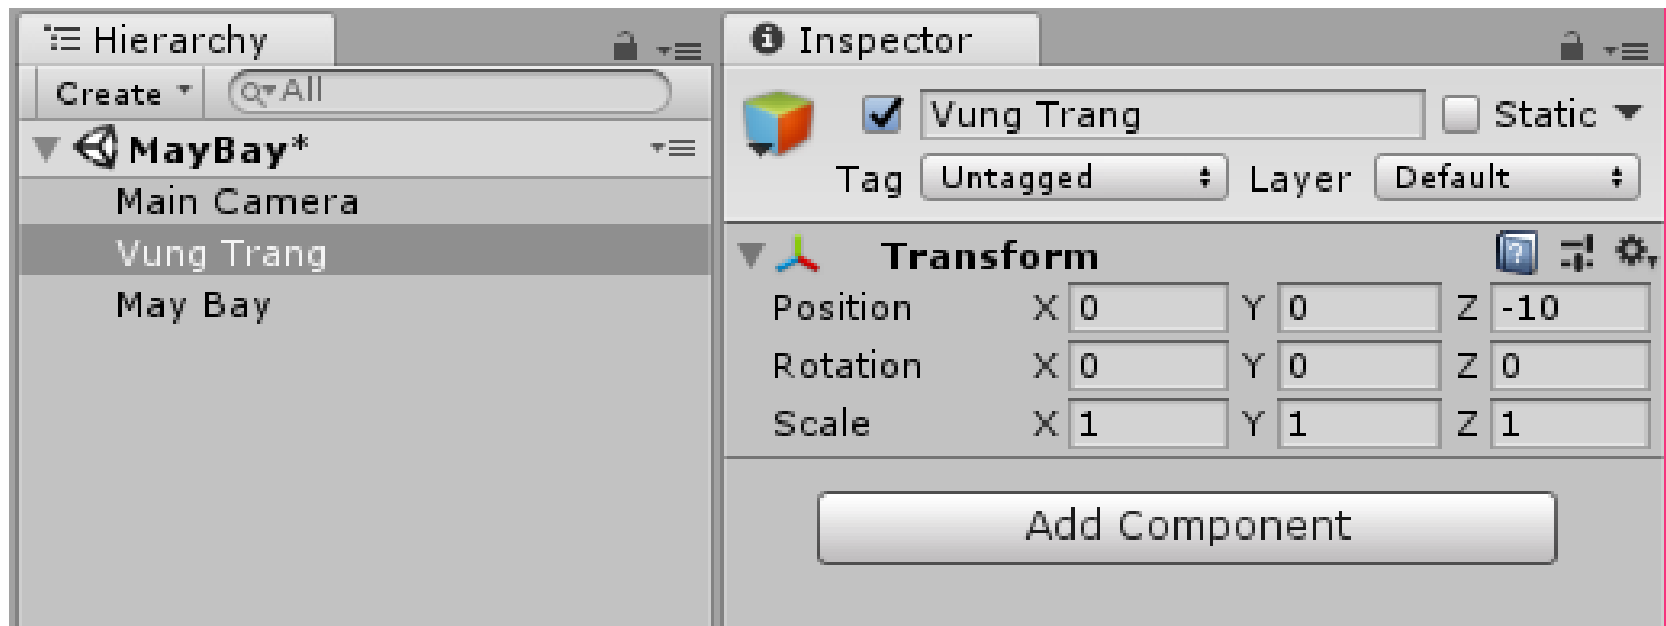 Hierarchy
Create All
MayBay*
Main Camera
Vung Trang
May Bay
Inspector
Vung Trang Static
Tag Untagged Layer Default
Transform
Position X 0 Y 0 Z -10
Rotation X 0 Y 0 Z 0
Scale X 1 Y 1 Z 1
Add Component